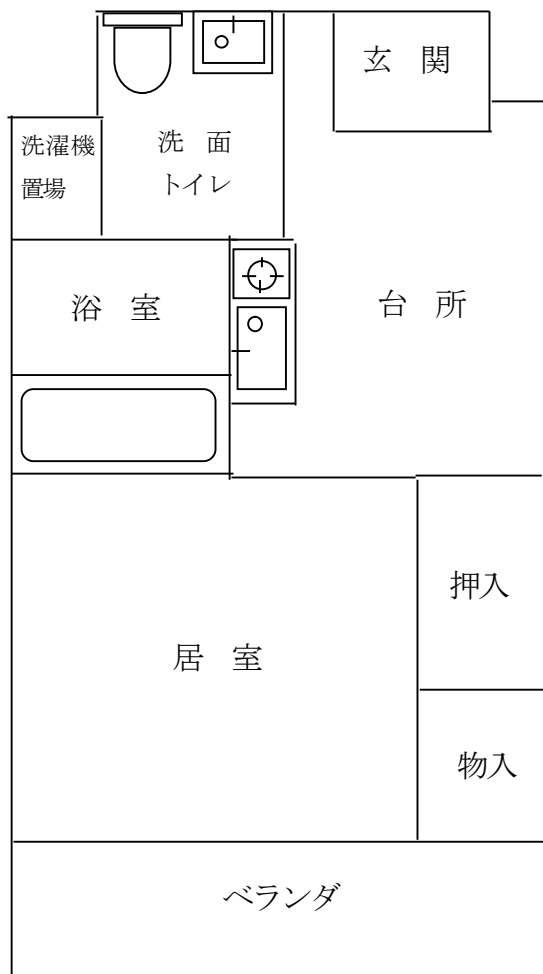 玄 関
洗濯機
置場
洗 面
トイレ
浴 室
台 所
押入
居 室
物入
ベランダ